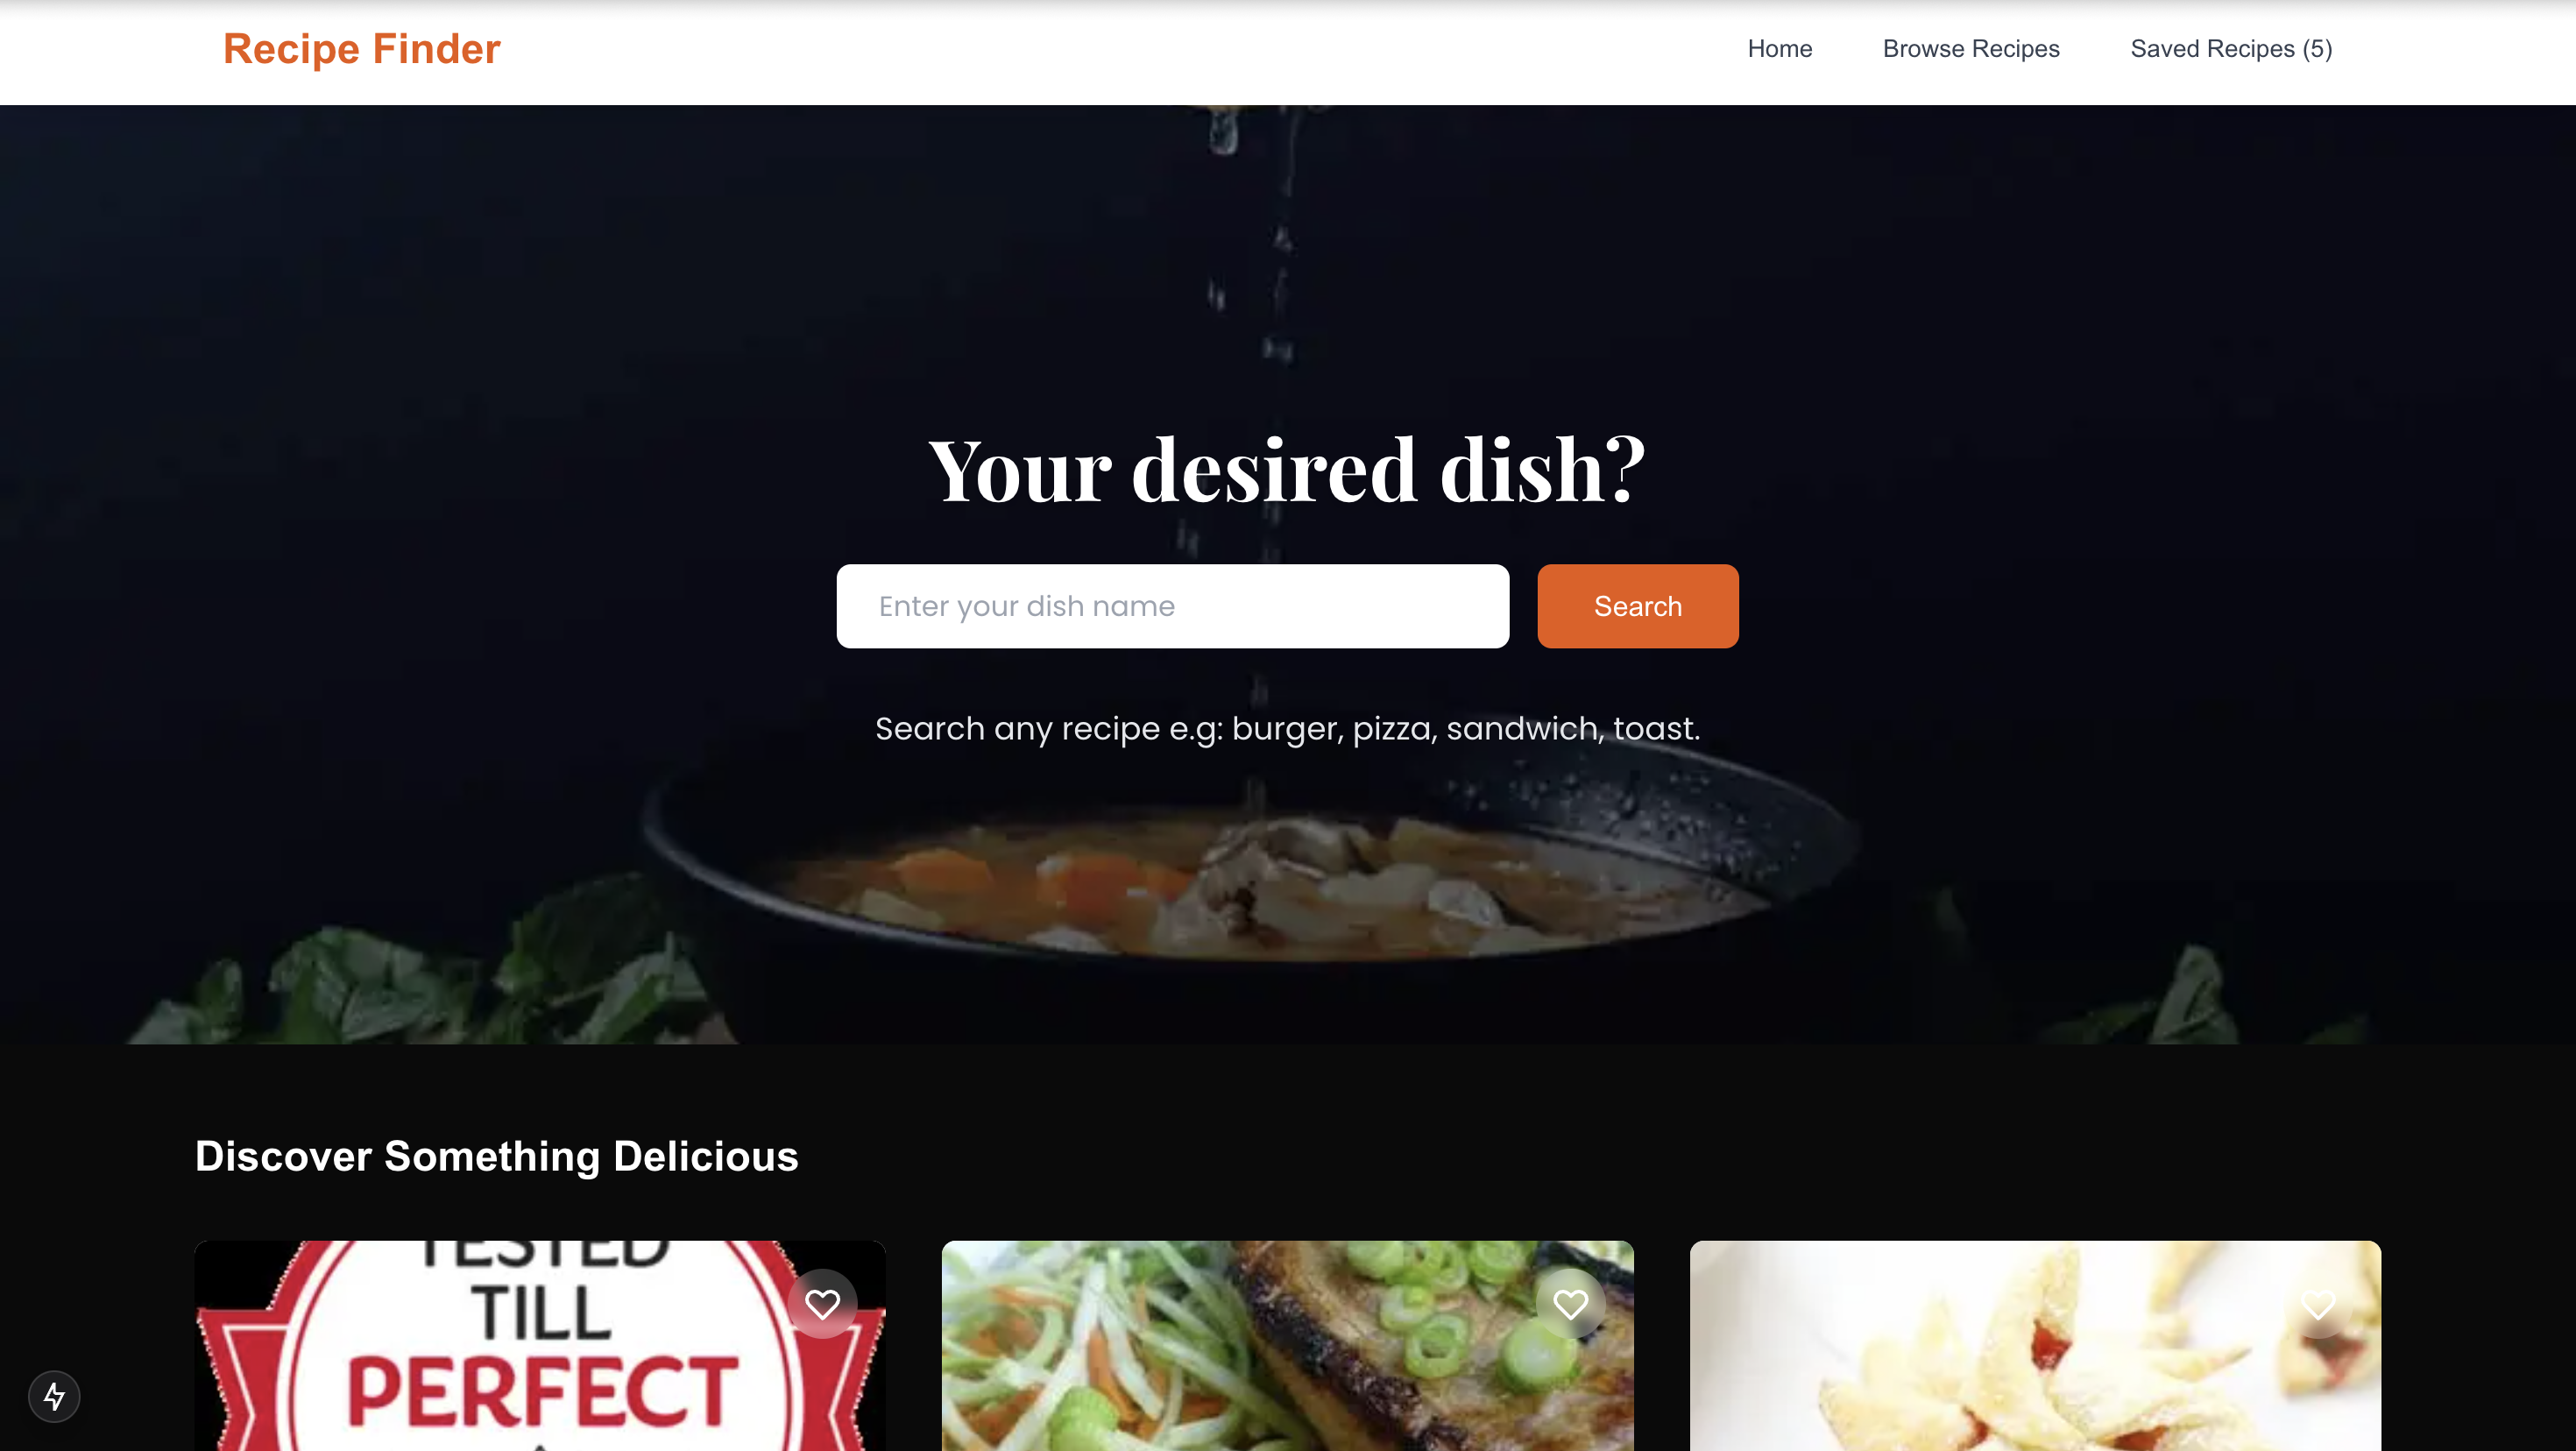 Recipe Finder
Home
Browse Recipes
Saved Recipes (5)
Your desired dish?
Enter your dish name
Search
Search any recipe e.g: burger, pizza, sandwich, toast.
Discover Something Delicious
TESTED
TILL
PERFECT